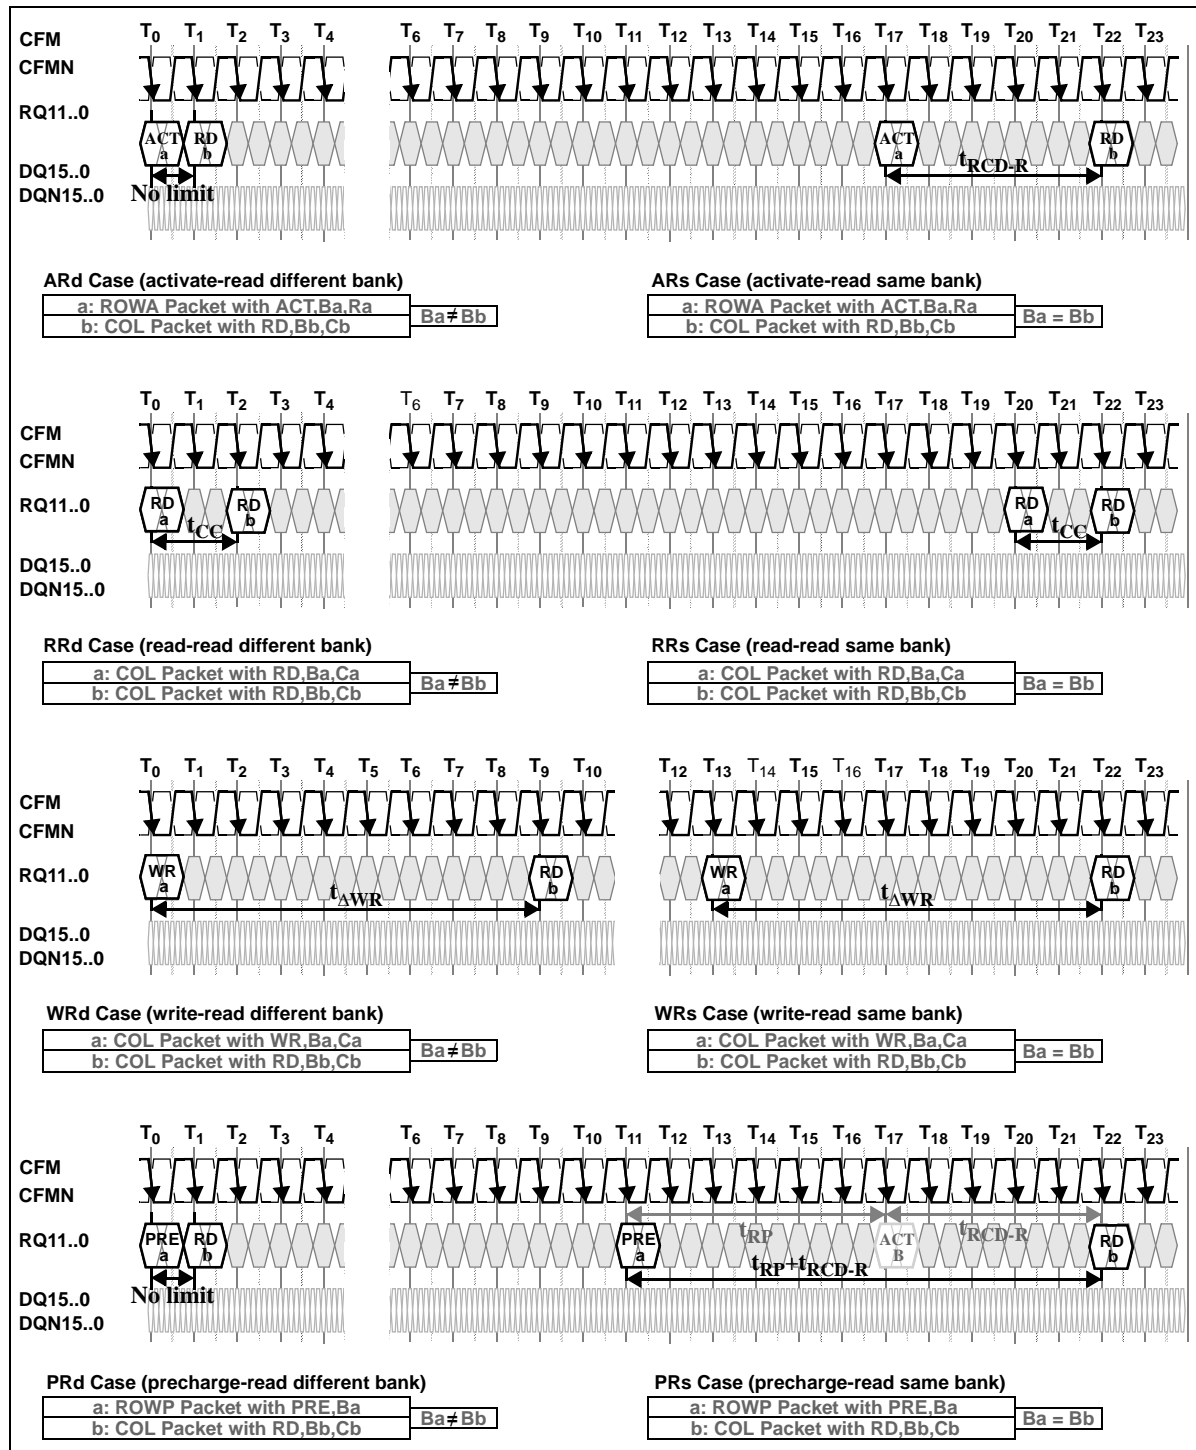 T0 T1 T2 T3 T4 T6 T7 T8 T9 T10 T11 T12 T13 T14 T15 T16 T17 T18 T19 T20 T21 T22 T23
CFM
CFMN
RQ11..0
ACT a RD b ACT a RD b
tRCD-R
DQ15..0
No limit
DQN15..0
ARd Case (activate-read different bank) ARs Case (activate-read same bank)
a: ROWA Packet with ACT,Ba,Ra a: ROWA Packet with ACT,Ba,Ra
Ba≠Bb Ba = Bb
b: COL Packet with RD,Bb,Cb b: COL Packet with RD,Bb,Cb
T0 T1 T2 T3 T4 T6 T7 T8 T9 T10 T11 T12 T13 T14 T15 T16 T17 T18 T19 T20 T21 T22 T23
CFM
CFMN
RQ11..0
RD a RD b RD a RD b
tCC tCC
DQ15..0
DQN15..0
RRd Case (read-read different bank) RRs Case (read-read same bank)
a: COL Packet with RD,Ba,Ca a: COL Packet with RD,Ba,Ca
Ba≠Bb Ba = Bb
b: COL Packet with RD,Bb,Cb b: COL Packet with RD,Bb,Cb
T0 T1 T2 T3 T4 T5 T6 T7 T8 T9 T10 T12 T13 T14 T15 T16 T17 T18 T19 T20 T21 T22 T23
CFM
CFMN
RQ11..0
WR a RD b WR a RD b
tΔWR tΔWR
DQ15..0
DQN15..0
WRd Case (write-read different bank) WRs Case (write-read same bank)
a: COL Packet with WR,Ba,Ca a: COL Packet with WR,Ba,Ca
Ba≠Bb Ba = Bb
b: COL Packet with RD,Bb,Cb b: COL Packet with RD,Bb,Cb
T0 T1 T2 T3 T4 T6 T7 T8 T9 T10 T11 T12 T13 T14 T15 T16 T17 T18 T19 T20 T21 T22 T23
CFM
CFMN
tRP tRCD-R
RQ11..0
PRE a RD b PRE a ACT B RD b
tRP+tRCD-R
DQ15..0
No limit
DQN15..0
PRd Case (precharge-read different bank) PRs Case (precharge-read same bank)
a: ROWP Packet with PRE,Ba a: ROWP Packet with PRE,Ba
Ba≠Bb Ba = Bb
b: COL Packet with RD,Bb,Cb b: COL Packet with RD,Bb,Cb